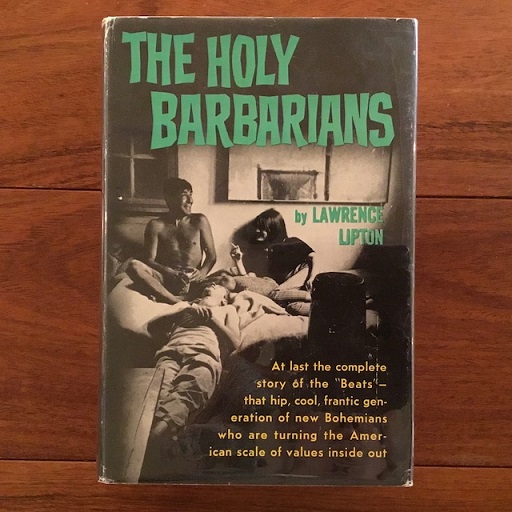 THE HOLY
BARBARIANS
by LAWRENCE
LIPTON
At last the complete
story of the "Beats"—
that hip, cool, frantic gen-
eration of new Bohemians
who are turning the Amer-
ican scale of values inside out